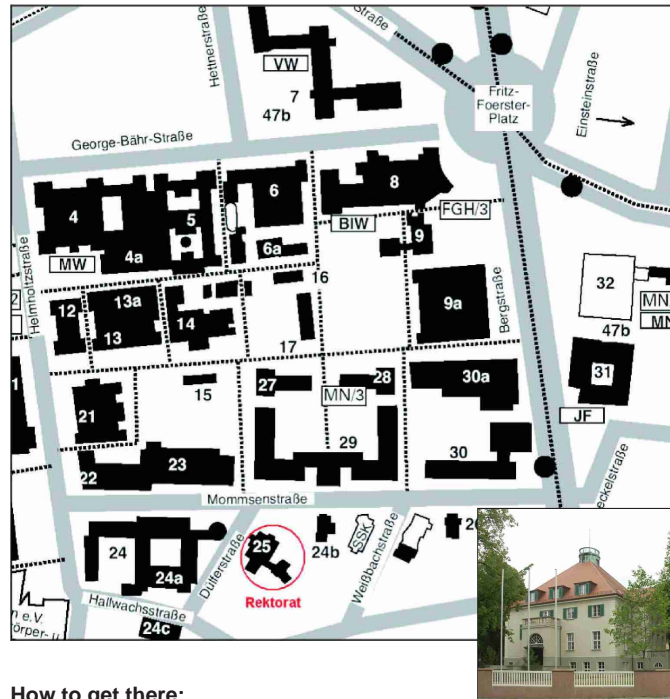 Hettnerstraße
Straße
VW
7
47b
Fritz-
Foerster-
Platz
Einsteinstraße
George-Bähr-Straße
4
5
6
8
BIW
FGH/3
MW
4a
6a
9
Helmholtzstraße
16
32
MN
12
13a
13
14
9a
Bergstraße
47b
17
31
15
27
28
30a
MN/3
JF
21
29
30
22
23
Mommsenstraße
eckelstraße
24
24a
Dülferstraße
25
24b
SSK
Weißbachstraße
Rektorat
Halfwachsstraße
24c
n e.V.
örper- u
How to get there: